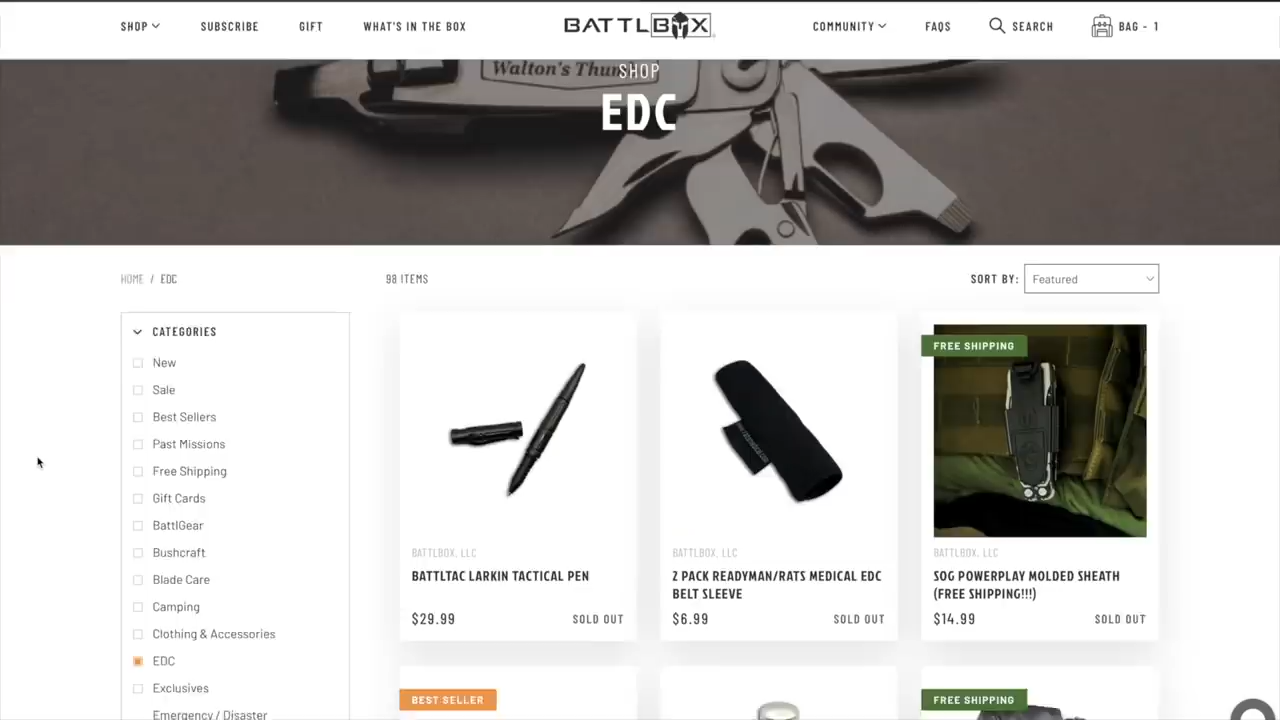 SHOP
SUBSCRIBE
GIFT
WHAT'S IN THE BOX
BATTLBOX
COMMUNITY
FAQS
SEARCH
BAG - 1
Walton's Thum
SHOP
EDC
HOME / EDC
98 ITEMS
SORT BY:
Featured
CATEGORIES
New
Sale
Best Sellers
Past Missions
Free Shipping
Gift Cards
BattlGear
Bushcraft
Blade Care
Camping
Clothing & Accessories
EDC
Exclusives
Emergency / Disaster
BATTLBOX, LLC
BATTLTAC LARKIN TACTICAL PEN
$29.99
SOLD OUT
BATTLBOX, LLC
2 PACK READYMAN/RATS MEDICAL EDC
BELT SLEEVE
$6.99
SOLD OUT
FREE SHIPPING
BATTLBOX, LLC
SOG POWERPLAY MOLDED SHEATH
(FREE SHIPPING!!!)
$14.99
SOLD OUT
BEST SELLER
FREE SHIPPING